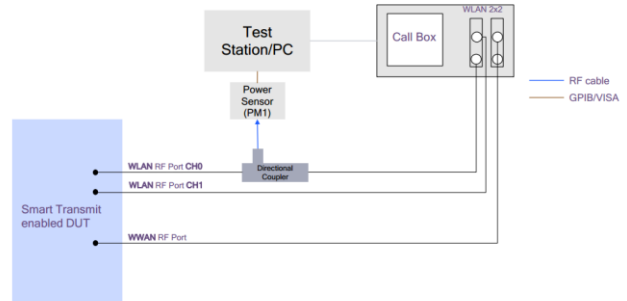 WLAN 2x2
Test
Station/PC
Call Box
Power
Sensor
(PM1)
RF cable
GPIB/VISA
WLAN RF Port CH0
Directional
Coupler
WLAN RF Port CH1
Smart Transmit
enabled DUT
WWAN RF Port